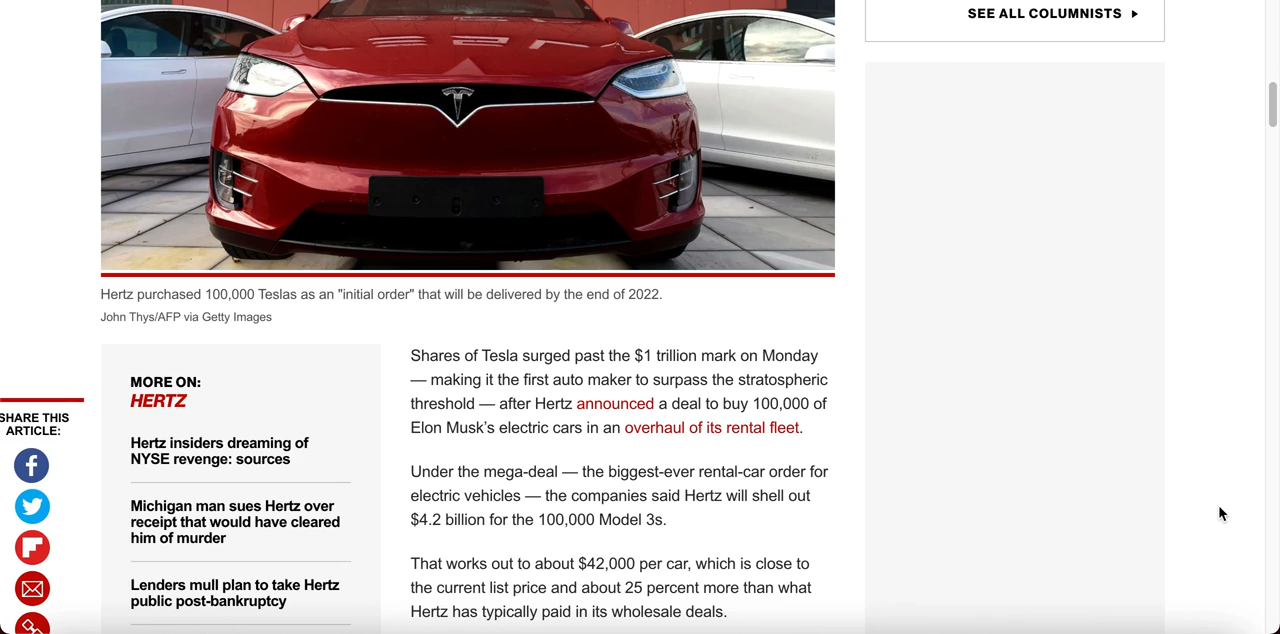 SEE ALL COLUMNISTS
Hertz purchased 100,000 Teslas as an "initial order" that will be delivered by the end of 2022.
John Thys/AFP via Getty Images
SHARE THIS
ARTICLE:
MORE ON:
HERTZ
Hertz insiders dreaming of
NYSE revenge: sources
Michigan man sues Hertz over
receipt that would have cleared
him of murder
Lenders mull plan to take Hertz
public post-bankruptcy
Shares of Tesla surged past the $1 trillion mark on Monday
— making it the first auto maker to surpass the stratospheric
threshold — after Hertz announced a deal to buy 100,000 of
Elon Musk’s electric cars in an overhaul of its rental fleet.
Under the mega-deal — the biggest-ever rental-car order for
electric vehicles — the companies said Hertz will shell out
$4.2 billion for the 100,000 Model 3s.
That works out to about $42,000 per car, which is close to
the current list price and about 25 percent more than what
Hertz has typically paid in its wholesale deals.